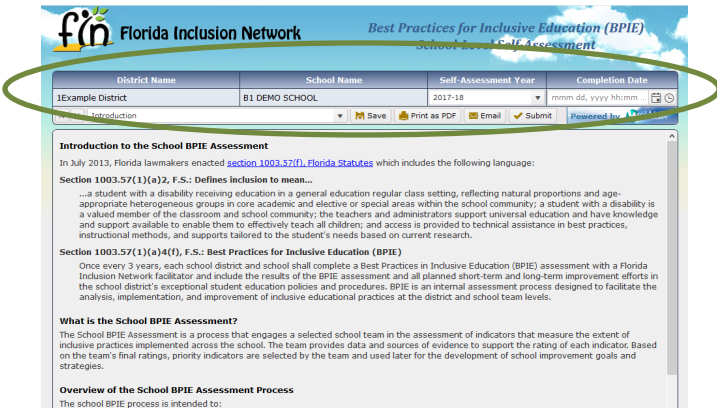 fin Florida Inclusion Network
Best Practices for Inclusive Education (BPIE)
School-Level Self-Assessment
District Name School Name Self-Assessment Year Completion Date
1Example District B1 DEMO SCHOOL 2017-18 mmm dd, yyyy hh:mm ...
Introduction Save Print as PDF Email Submit Powered by
Introduction to the School BPIE Assessment
In July 2013, Florida lawmakers enacted section 1003.57(f), Florida Statutes which includes the following language:
Section 1003.57(1)(a)2, F.S.: Defines inclusion to mean...
...a student with a disability receiving education in a general education regular class setting, reflecting natural proportions and age-
appropriate heterogeneous groups in core academic and elective or special areas within the school community; a student with a disability is
a valued member of the classroom and school community; the teachers and administrators support universal education and have knowledge
and support available to enable them to effectively teach all children; and access is provided to technical assistance in best practices,
instructional methods, and supports tailored to the student's needs based on current research.
Section 1003.57(1)(a)4(f), F.S.: Best Practices for Inclusive Education (BPIE)
Once every 3 years, each school district and school shall complete a Best Practices in Inclusive Education (BPIE) assessment with a Florida
Inclusion Network facilitator and include the results of the BPIE assessment and all planned short-term and long-term improvement efforts in
the school district's exceptional student education policies and procedures. BPIE is an internal assessment process designed to facilitate the
analysis, implementation, and improvement of inclusive educational practices at the district and school team levels.
What is the School BPIE Assessment?
The School BPIE Assessment is a process that engages a selected school team in the assessment of indicators that measure the extent of
inclusive practices implemented across the school. The team provides data and sources of evidence to support the rating of each indicator. Based
on the team's final ratings, priority indicators are selected by the team and used later for the development of school improvement goals and
strategies.
Overview of the School BPIE Assessment Process
The school BPIE process is intended to: